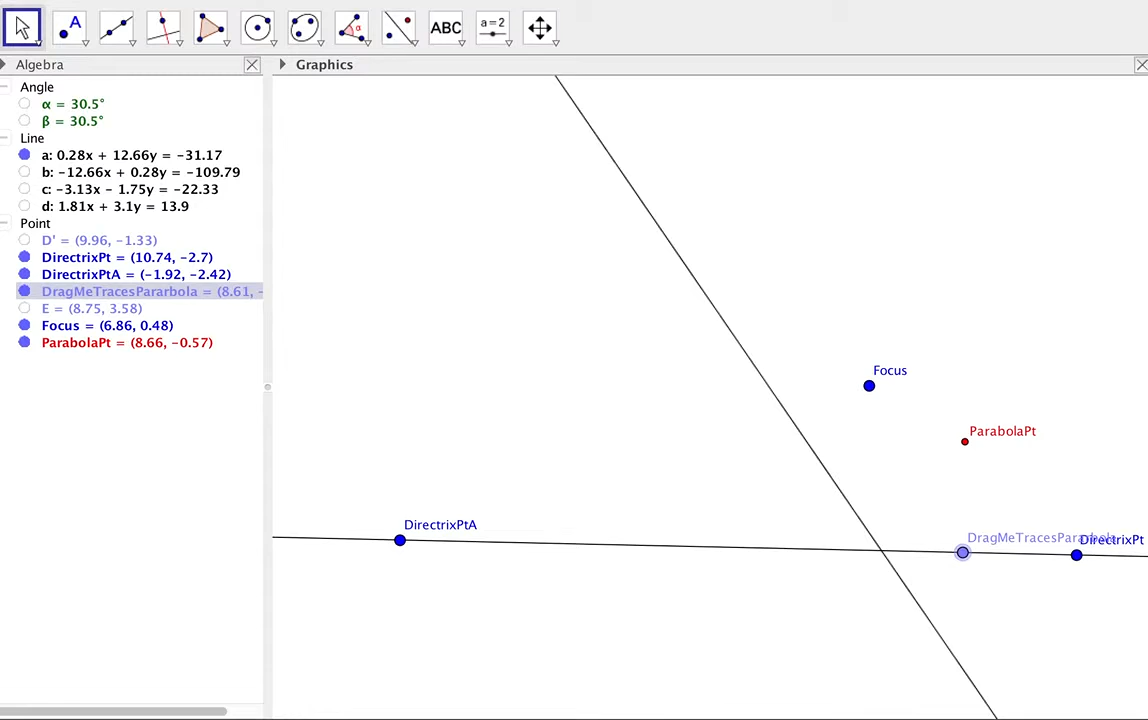 ABC
a=2
Algebra
Graphics
Angle
α = 30.5°
β = 30.5°
Line
a: 0.28x + 12.66y = -31.17
b: -12.66x + 0.28y = -109.79
c: -3.13x - 1.75y = -22.33
d: 1.81x + 3.1y = 13.9
Point
D' = (9.96, -1.33)
DirectrixPt = (10.74, -2.7)
DirectrixPtA = (-1.92, -2.42)
DragMeTracesPararbola = (8.61, -
E = (8.75, 3.58)
Focus = (6.86, 0.48)
ParabolaPt = (8.66, -0.57)
Focus
ParabolaPt
DirectrixPtA
DragMeTracesPararbola
DirectrixPt